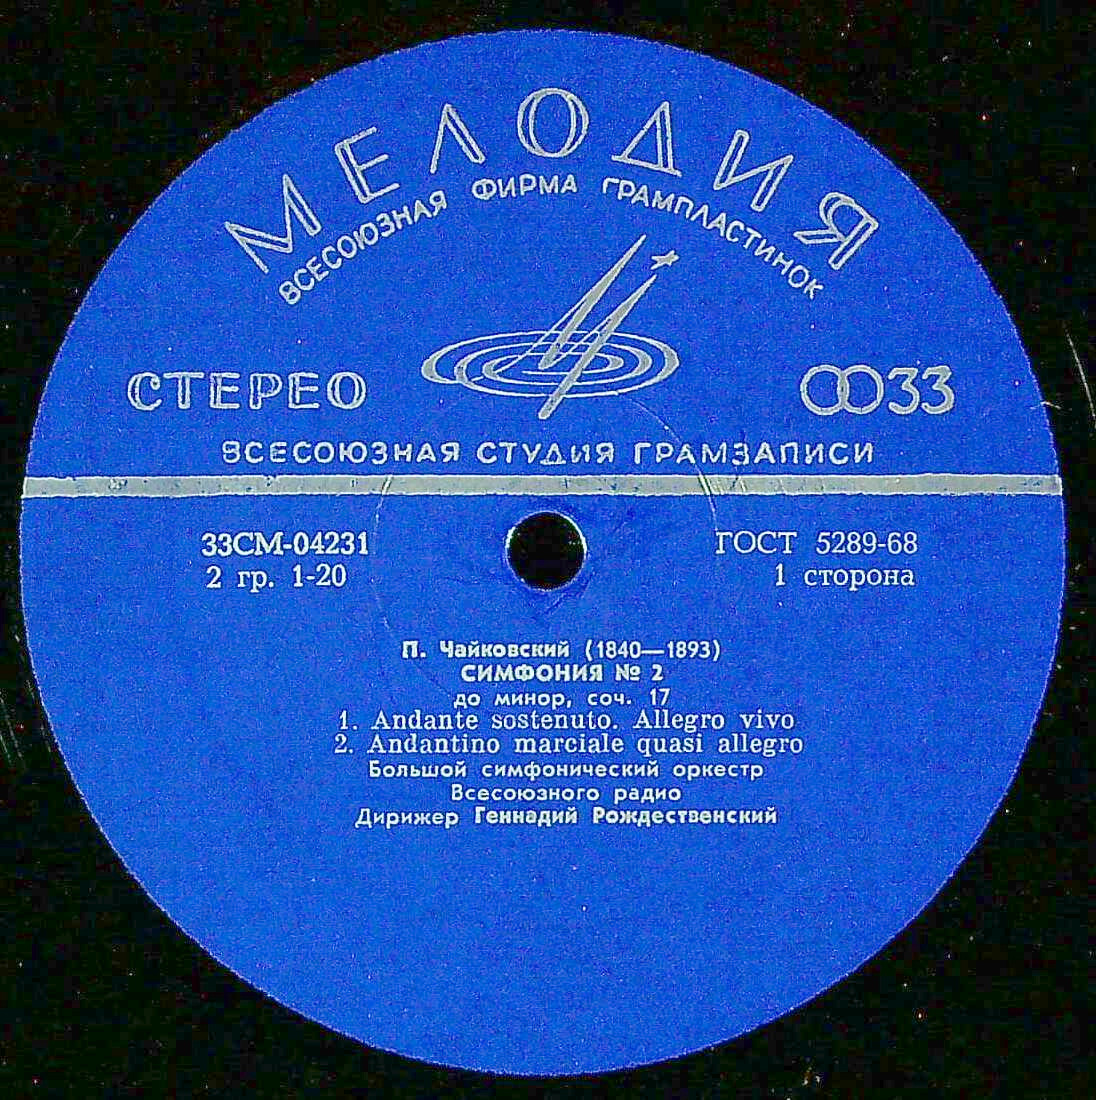 МЕЛОДИЯ
ВСЕСОЮЗНАЯ ФИРМА ГРАМПЛАСТИНОК
СТЕРЕО
33
ВСЕСОЮЗНАЯ СТУДИЯ ГРАМЗАПИСИ
33СМ-04231
ГОСТ 5289-68
2 гр. 1-20
1 сторона
П. Чайковский (1840—1893)
СИМФОНИЯ № 2
до минор, соч. 17
1. Andante sostenuto. Allegro vivo
2. Andantino marciale quasi allegro
Большой симфонический оркестр
Всесоюзного радио
Дирижер Геннадий Рождественский